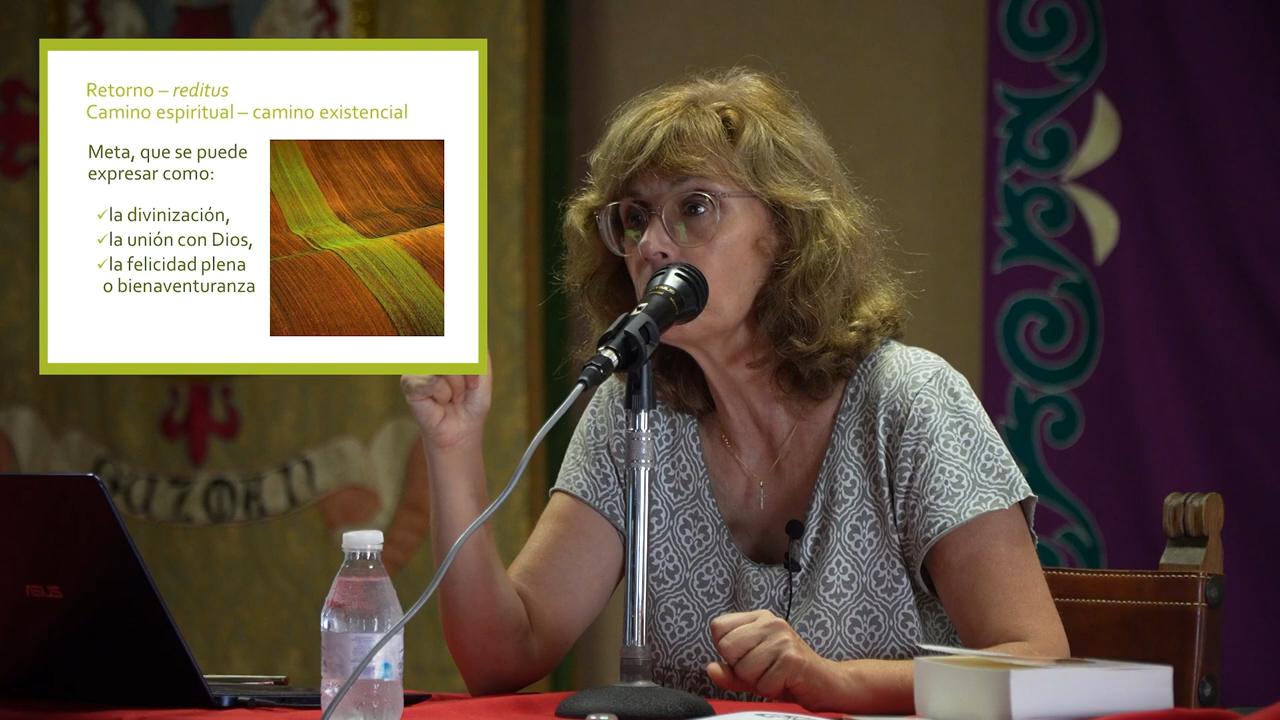 Retorno – reditus
Camino espiritual – camino existencial
Meta, que se puede
expresar como:
✓la divinización,
✓la unión con Dios,
✓la felicidad plena
o bienaventuranza
ASUS